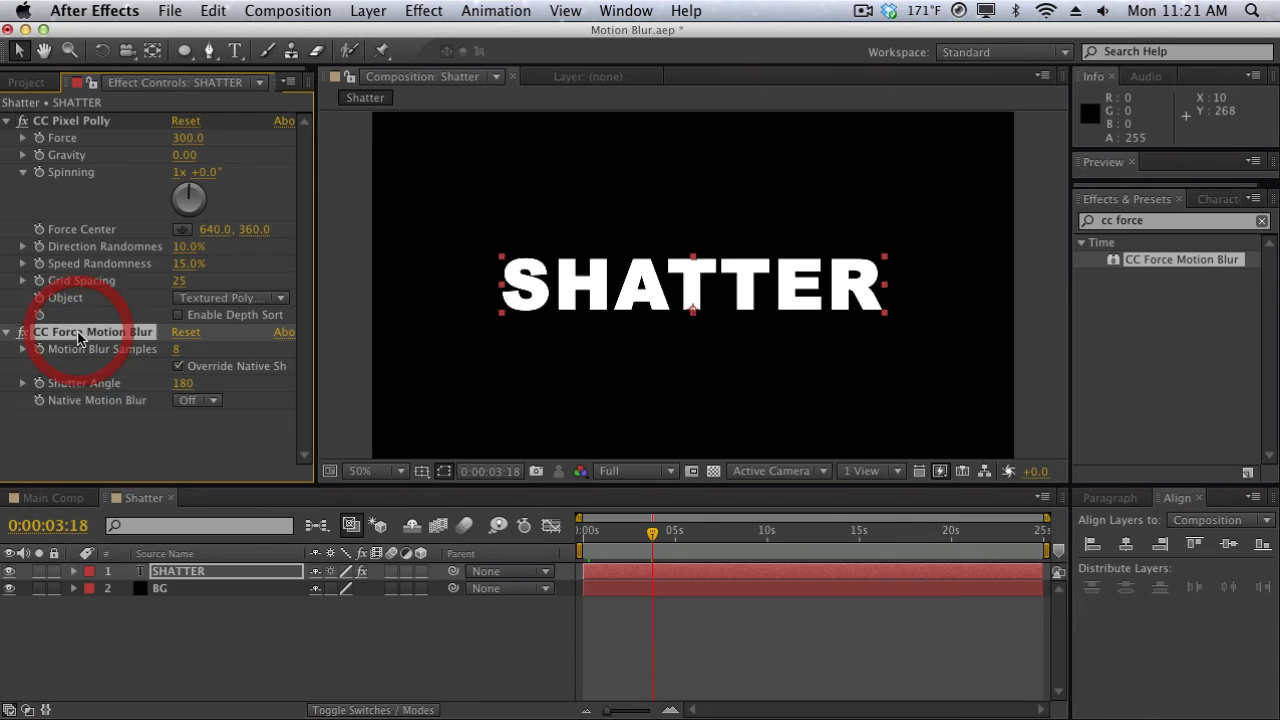 After Effects File Edit Composition Layer Effect Animation View Window Help 171°F Mon 11:21 AM
Motion Blur.aep *
Workspace: Standard Search Help
Project Effect Controls: SHATTER Composition: Shatter Layer: (none) Info Audio
Shatter • SHATTER Shatter
R: 0 X: 10
G: 0 Y: 268
B: 0
A: 255
CC Pixel Polly Reset Abo
Force 300.0
Gravity 0.00
Spinning 1x +0.0°
Force Center 640.0, 360.0
Direction Randomnes 10.0%
Speed Randomness 15.0%
Grid Spacing 25
Object Textured Poly...
Enable Depth Sort
CC Force Motion Blur Reset Abo
Motion Blur Samples 8
Override Native Sh
Shutter Angle 180
Native Motion Blur Off
SHATTER
Preview
Effects & Presets Charact
cc force
Time
CC Force Motion Blur
50% 0:00:03:18 Full Active Camera 1 View +0.0
Main Comp Shatter
0:00:03:18
:00s 05s 10s 15s 20s 25s
# Source Name Parent
1 T SHATTER fx None
2 BG None
Toggle Switches / Modes
Paragraph Align
Align Layers to: Composition
Distribute Layers: